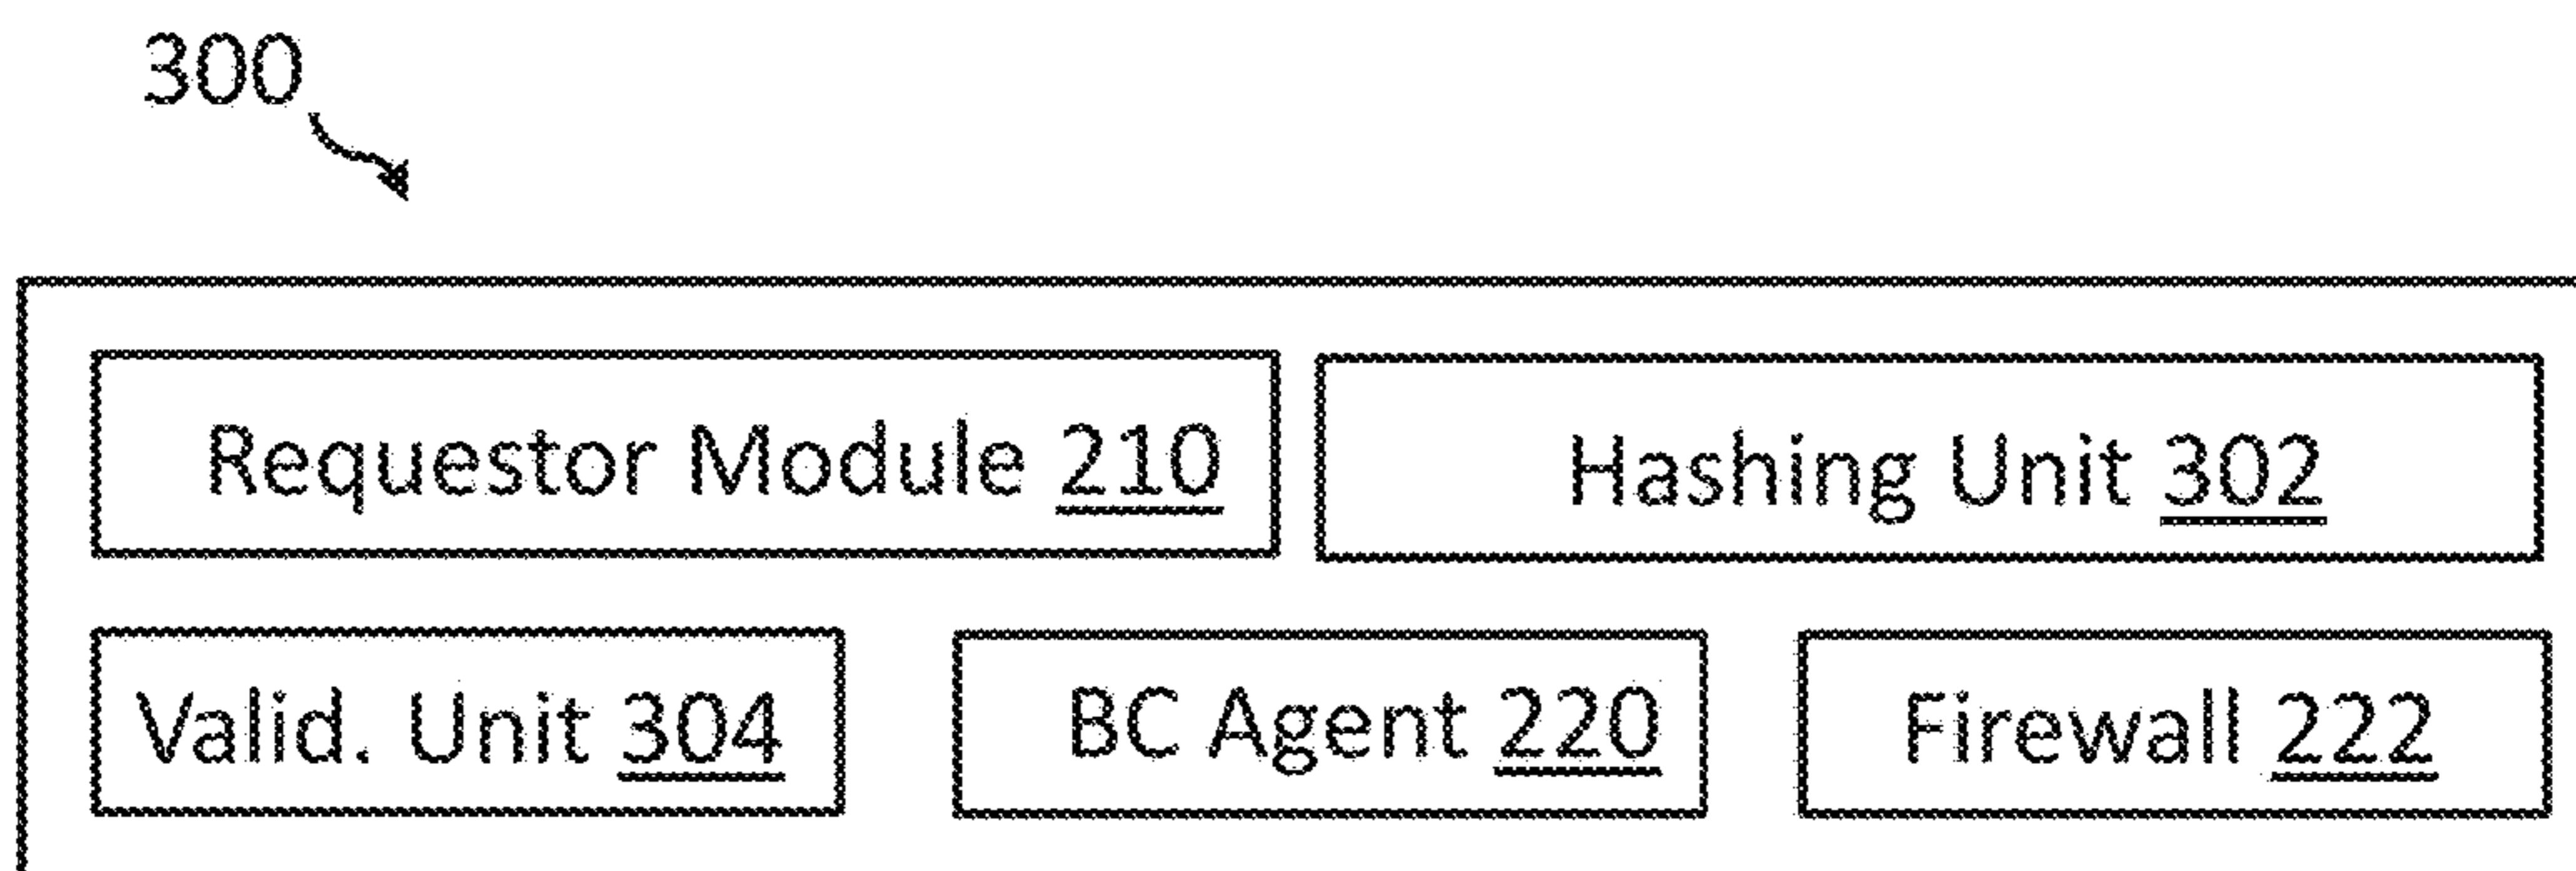 300
Requestor Module 210
Hashing Unit 302
Valid. Unit 304
BC Agent 220
Firewall 222